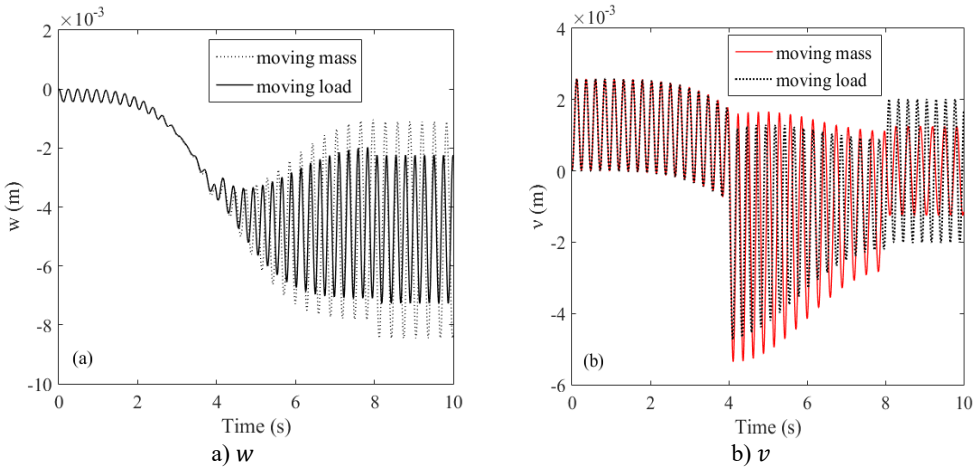 ×10⁻³
2
0
-2
-4
-6
-8
-10
0 2 4 6 8 10
w (m)
Time (s)
moving mass
moving load
(a)
a) w
×10⁻³
4
2
0
-2
-4
-6
0 2 4 6 8 10
v (m)
Time (s)
moving mass
moving load
(b)
b) v